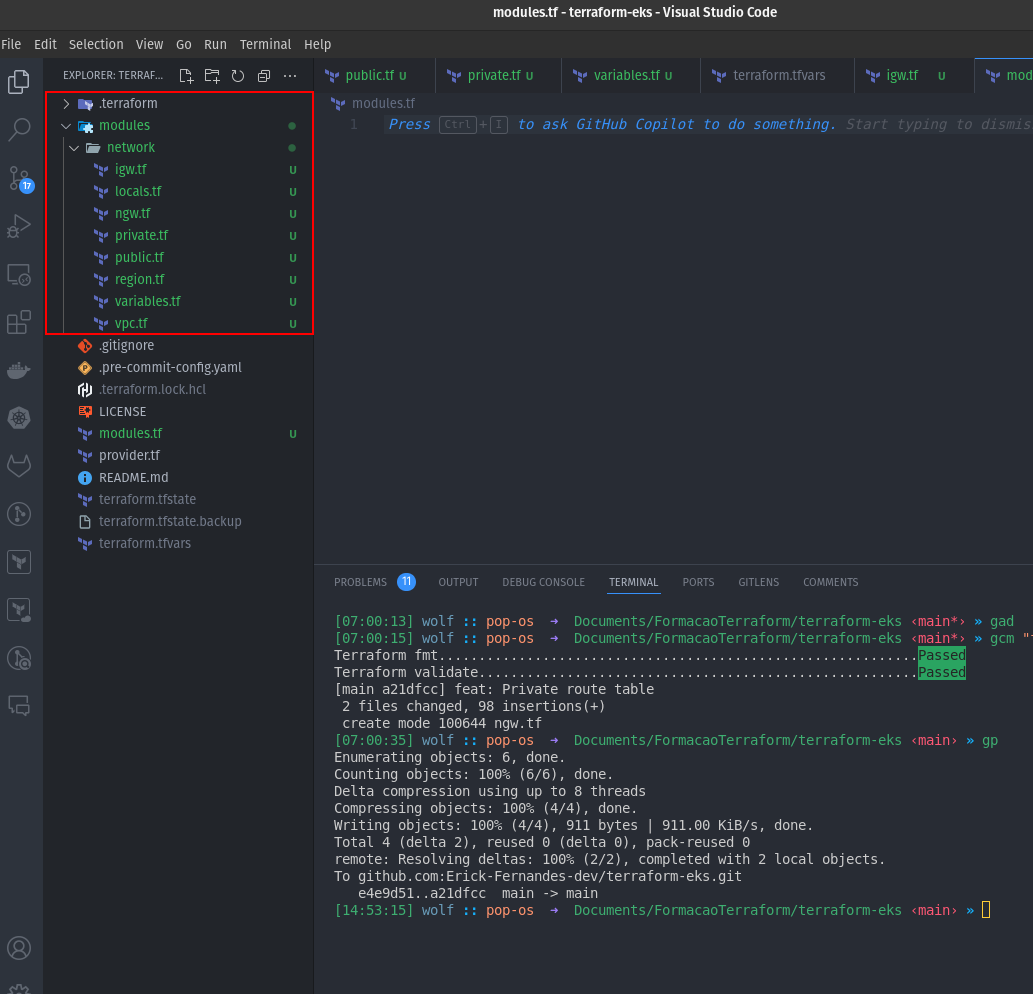 modules.tf - terraform-eks - Visual Studio Code
File Edit Selection View Go Run Terminal Help
EXPLORER: TERRAF...
.terraform
modules
network
igw.tf U
locals.tf U
ngw.tf U
private.tf U
public.tf U
region.tf U
variables.tf U
vpc.tf U
.gitignore
.pre-commit-config.yaml
.terraform.lock.hcl
LICENSE
modules.tf U
provider.tf
README.md
terraform.tfstate
terraform.tfstate.backup
terraform.tfvars
17
public.tf U private.tf U variables.tf U terraform.tfvars igw.tf U
modules.tf
1 Press Ctrl+I to ask GitHub Copilot to do something. Start typing to dismis
PROBLEMS 11 OUTPUT DEBUG CONSOLE TERMINAL PORTS GITLENS COMMENTS
[07:00:13] wolf :: pop-os ➜ Documents/FormacaoTerraform/terraform-eks ‹main*› » gad
[07:00:15] wolf :: pop-os ➜ Documents/FormacaoTerraform/terraform-eks ‹main*› » gcm "
Terraform fmt............................................................Passed
Terraform validate.......................................................Passed
[main a21dfcc] feat: Private route table
2 files changed, 98 insertions(+)
create mode 100644 ngw.tf
[07:00:35] wolf :: pop-os ➜ Documents/FormacaoTerraform/terraform-eks ‹main› » gp
Enumerating objects: 6, done.
Counting objects: 100% (6/6), done.
Delta compression using up to 8 threads
Compressing objects: 100% (4/4), done.
Writing objects: 100% (4/4), 911 bytes | 911.00 KiB/s, done.
Total 4 (delta 2), reused 0 (delta 0), pack-reused 0
remote: Resolving deltas: 100% (2/2), completed with 2 local objects.
To github.com:Erick-Fernandes-dev/terraform-eks.git
e4e9d51..a21dfcc main -> main
[14:53:15] wolf :: pop-os ➜ Documents/FormacaoTerraform/terraform-eks ‹main› »